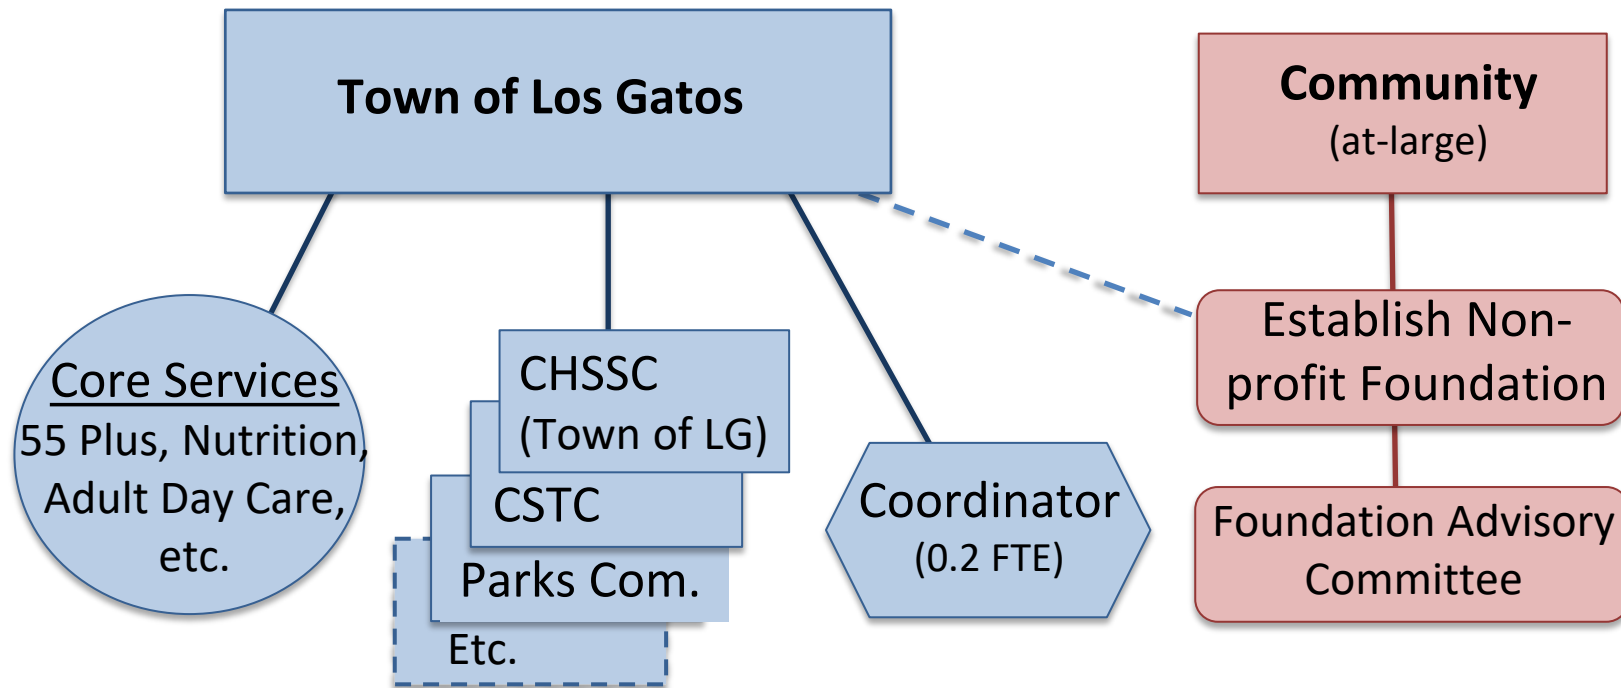 Town of Los Gatos
Community
(at-large)
Core Services
55 Plus, Nutrition,
Adult Day Care,
etc.
CHSSC
(Town of LG)
CSTC
Parks Com.
Etc.
Coordinator
(0.2 FTE)
Establish Non-
profit Foundation
Foundation Advisory
Committee